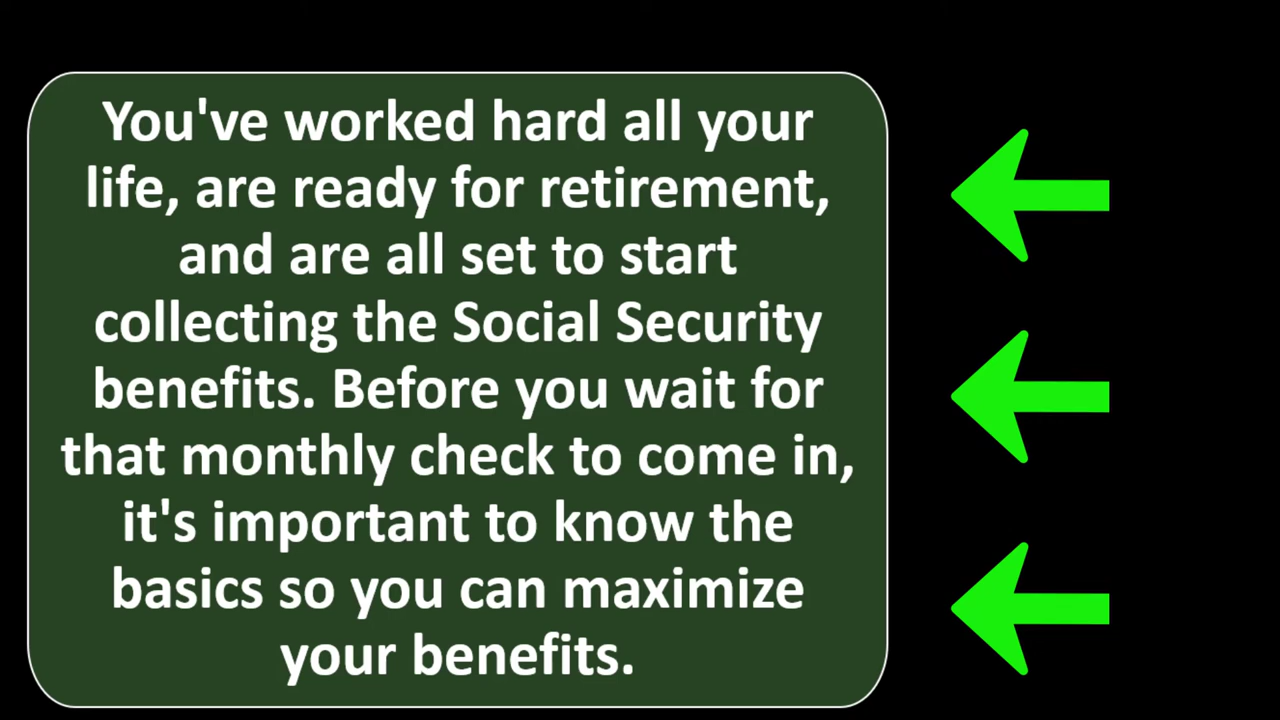 You've worked hard all your
life, are ready for retirement,
and are all set to start
collecting the Social Security
benefits. Before you wait for
that monthly check to come in,
it's important to know the
basics so you can maximize
your benefits.